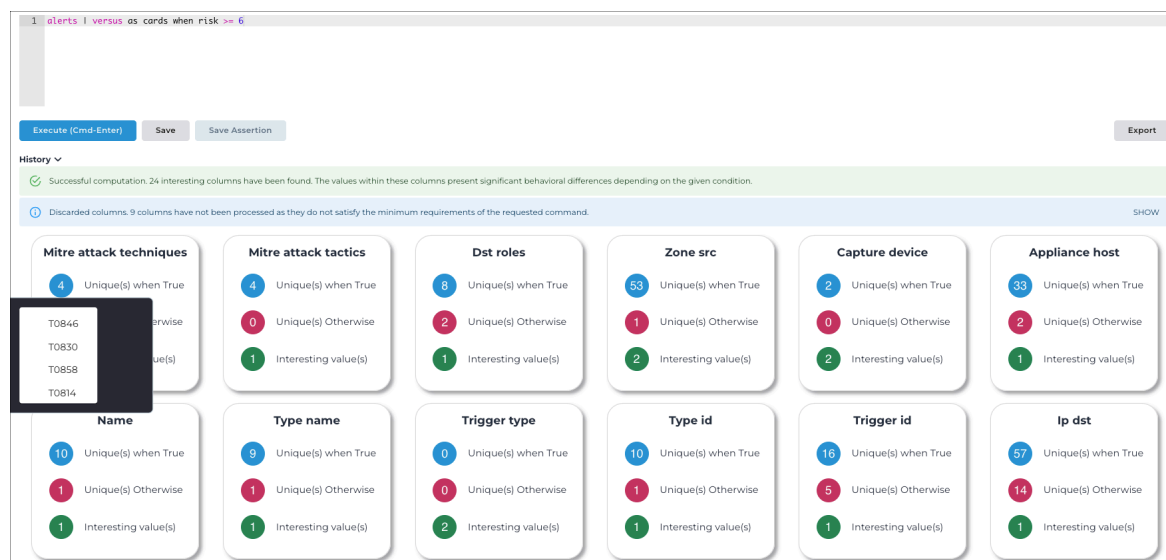 1 alerts | versus as cards when risk >= 6
Execute (Cmd-Enter) Save Save Assertion Export
History
Successful computation. 24 interesting columns have been found. The values within these columns present significant behavioral differences depending on the given condition.
Discarded columns. 9 columns have not been processed as they do not satisfy the minimum requirements of the requested command. SHOW
Mitre attack techniques Mitre attack tactics Dst roles Zone src Capture device Appliance host
4 Unique(s) when True 4 Unique(s) when True 8 Unique(s) when True 53 Unique(s) when True 2 Unique(s) when True 33 Unique(s) when True
T0846 erwise 0 Unique(s) Otherwise 2 Unique(s) Otherwise 1 Unique(s) Otherwise 0 Unique(s) Otherwise 2 Unique(s) Otherwise
T0830
ue(s) 1 Interesting value(s) 1 Interesting value(s) 2 Interesting value(s) 2 Interesting value(s) 1 Interesting value(s)
T0858
T0814
Name Type name Trigger type Type id Trigger id Ip dst
10 Unique(s) when True 9 Unique(s) when True 0 Unique(s) when True 10 Unique(s) when True 16 Unique(s) when True 57 Unique(s) when True
1 Unique(s) Otherwise 1 Unique(s) Otherwise 0 Unique(s) Otherwise 1 Unique(s) Otherwise 5 Unique(s) Otherwise 14 Unique(s) Otherwise
1 Interesting value(s) 1 Interesting value(s) 2 Interesting value(s) 1 Interesting value(s) 1 Interesting value(s) 1 Interesting value(s)